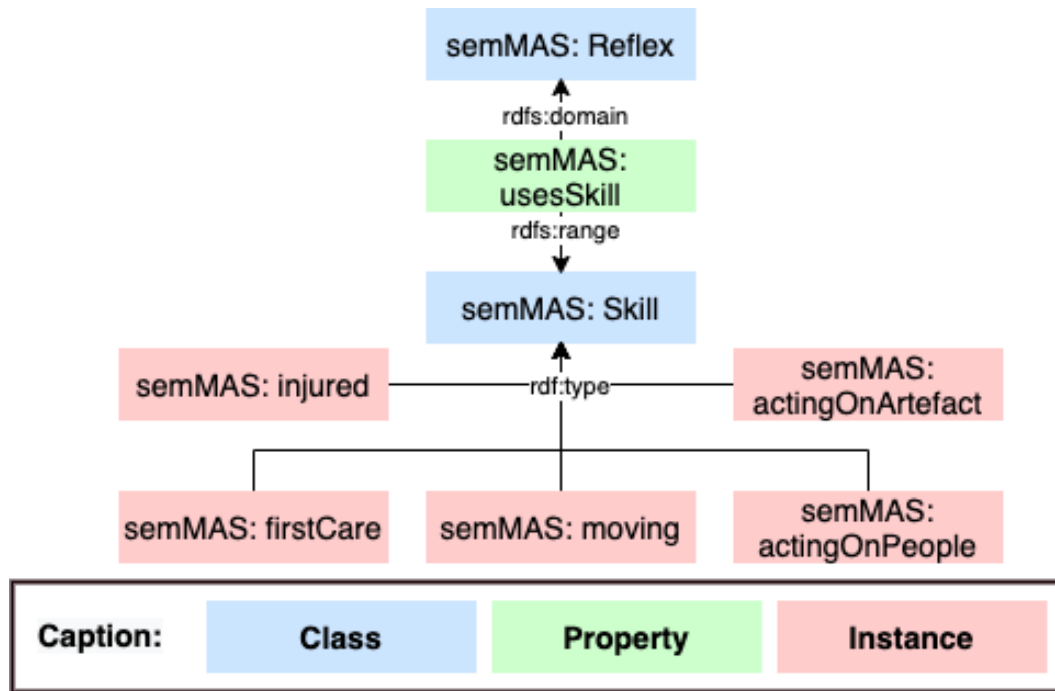 semMAS: Reflex
rdfs:domain
semMAS:
usesSkill
rdfs:range
semMAS: Skill
semMAS: injured
rdf:type
semMAS:
actingOnArtefact
semMAS: firstCare
semMAS: moving
semMAS:
actingOnPeople
Caption:
Class
Property
Instance